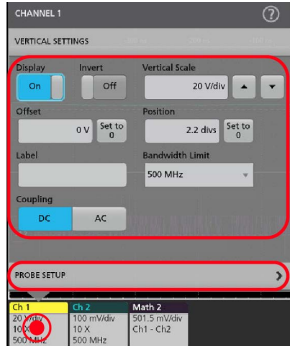 CHANNEL 1 ?
VERTICAL SETTINGS
Display Invert Vertical Scale
On Off 20 V/div
Offset Position
0 V Set to 0 2.2 divs Set to 0
Label Bandwidth Limit
500 MHz
Coupling
DC AC
PROBE SETUP
Ch 1 Ch 2 Math 2
20 V/div 100 mV/div 501.5 mV/div
10 X 10 X Ch1 - Ch2
500 MHz 500 MHz